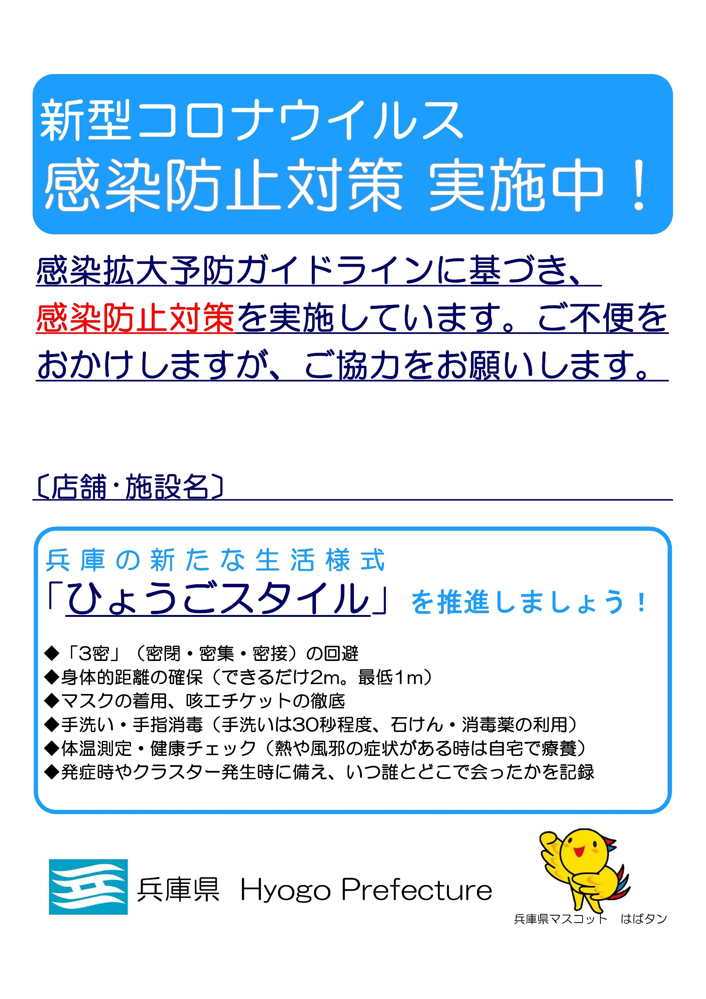 新型コロナウイルス
感染防止対策 実施中！
感染拡大予防ガイドラインに基づき、
感染防止対策を実施しています。ご不便を
おかけしますが、ご協力をお願いします。
〔店舗・施設名〕
兵庫の新たな生活様式
「ひょうごスタイル」を推進しましょう！
◆「3密」（密閉・密集・密接）の回避
◆身体的距離の確保（できるだけ2m。最低1m）
◆マスクの着用、咳エチケットの徹底
◆手洗い・手指消毒（手洗いは30秒程度、石けん・消毒薬の利用）
◆体温測定・健康チェック（熱や風邪の症状がある時は自宅で療養）
◆発症時やクラスター発生時に備え、いつ誰とどこで会ったかを記録
兵庫県 Hyogo Prefecture
兵庫県マスコット はばタン